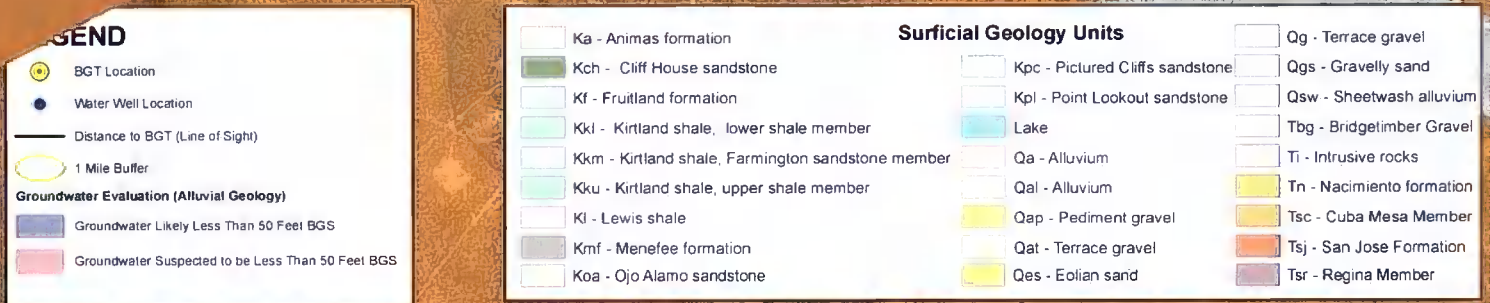 GEND
BGT Location
Water Well Location
Distance to BGT (Line of Sight)
1 Mile Buffer
Groundwater Evaluation (Alluvial Geology)
Groundwater Likely Less Than 50 Feet BGS
Groundwater Suspected to be Less Than 50 Feet BGS
Surficial Geology Units
Ka - Animas formation
Kch - Cliff House sandstone
Kf - Fruitland formation
Kkl - Kirtland shale, lower shale member
Kkm - Kirtland shale, Farmington sandstone member
Kku - Kirtland shale, upper shale member
Kl - Lewis shale
Kmf - Menefee formation
Koa - Ojo Alamo sandstone
Kpc - Pictured Cliffs sandstone
Kpl - Point Lookout sandstone
Lake
Qa - Alluvium
Qal - Alluvium
Qap - Pediment gravel
Qat - Terrace gravel
Qes - Eolian sand
Qg - Terrace gravel
Qgs - Gravelly sand
Qsw - Sheetwash alluvium
Tbg - Bridgetimber Gravel
Ti - Intrusive rocks
Tn - Nacimiento formation
Tsc - Cuba Mesa Member
Tsj - San Jose Formation
Tsr - Regina Member